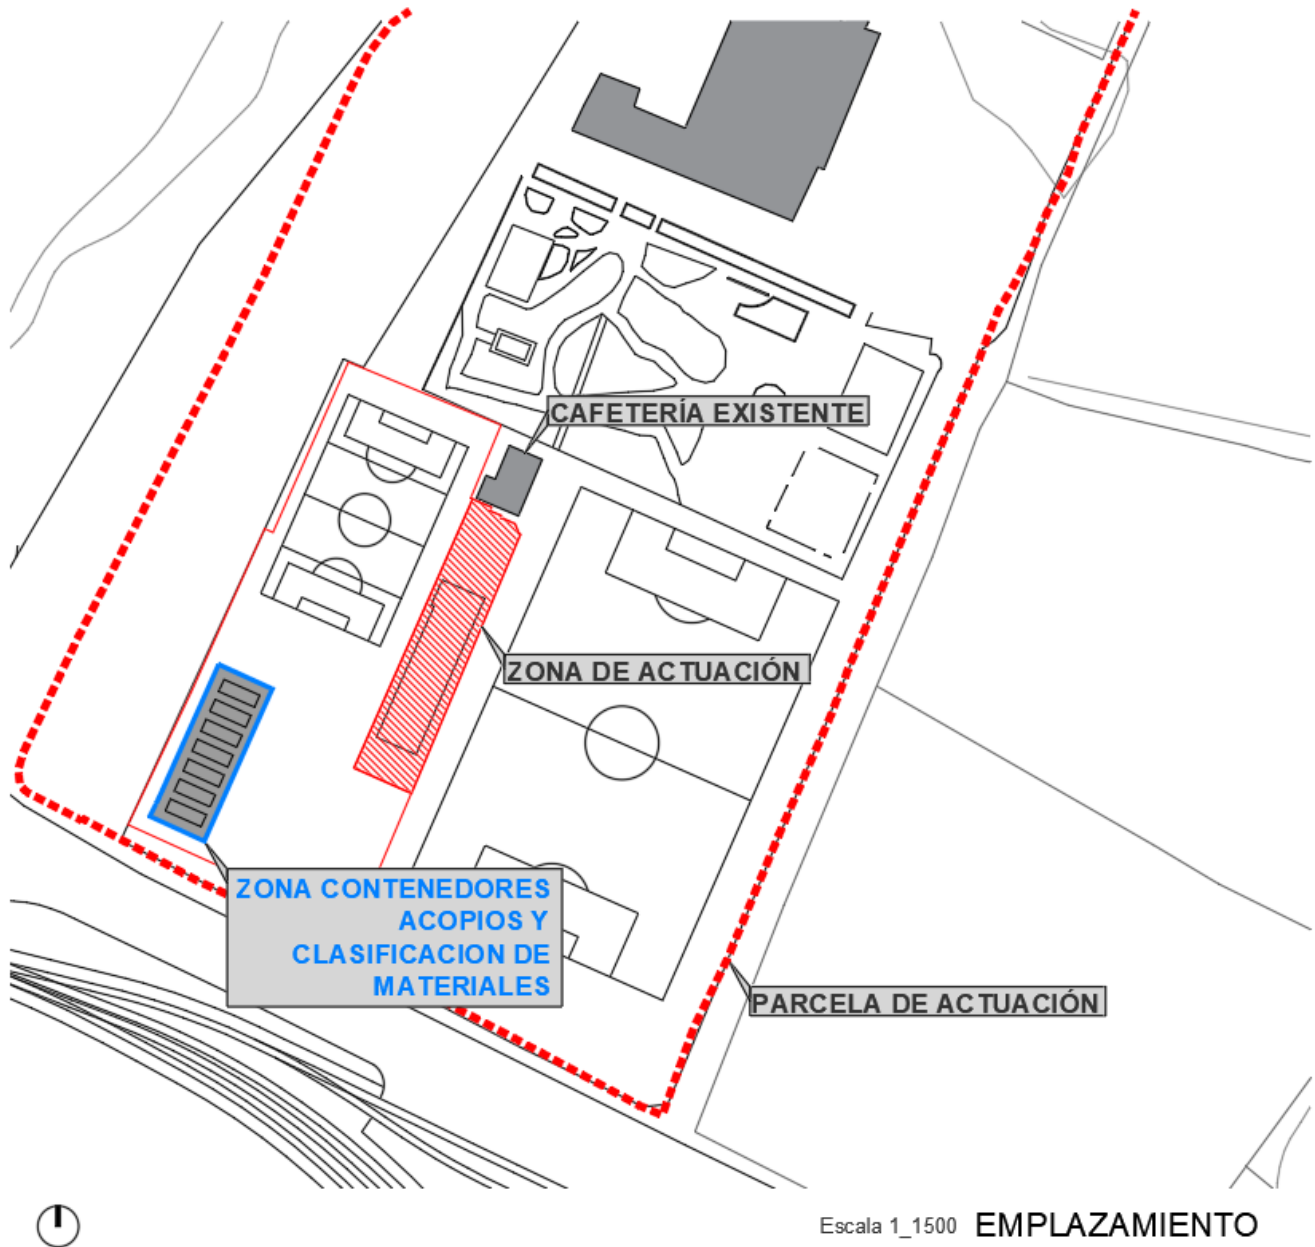 CAFETERÍA EXISTENTE
ZONA DE ACTUACIÓN
ZONA CONTENEDORES
ACOPIOS Y
CLASIFICACION DE
MATERIALES
PARCELA DE ACTUACIÓN
Escala 1_1500 EMPLAZAMIENTO